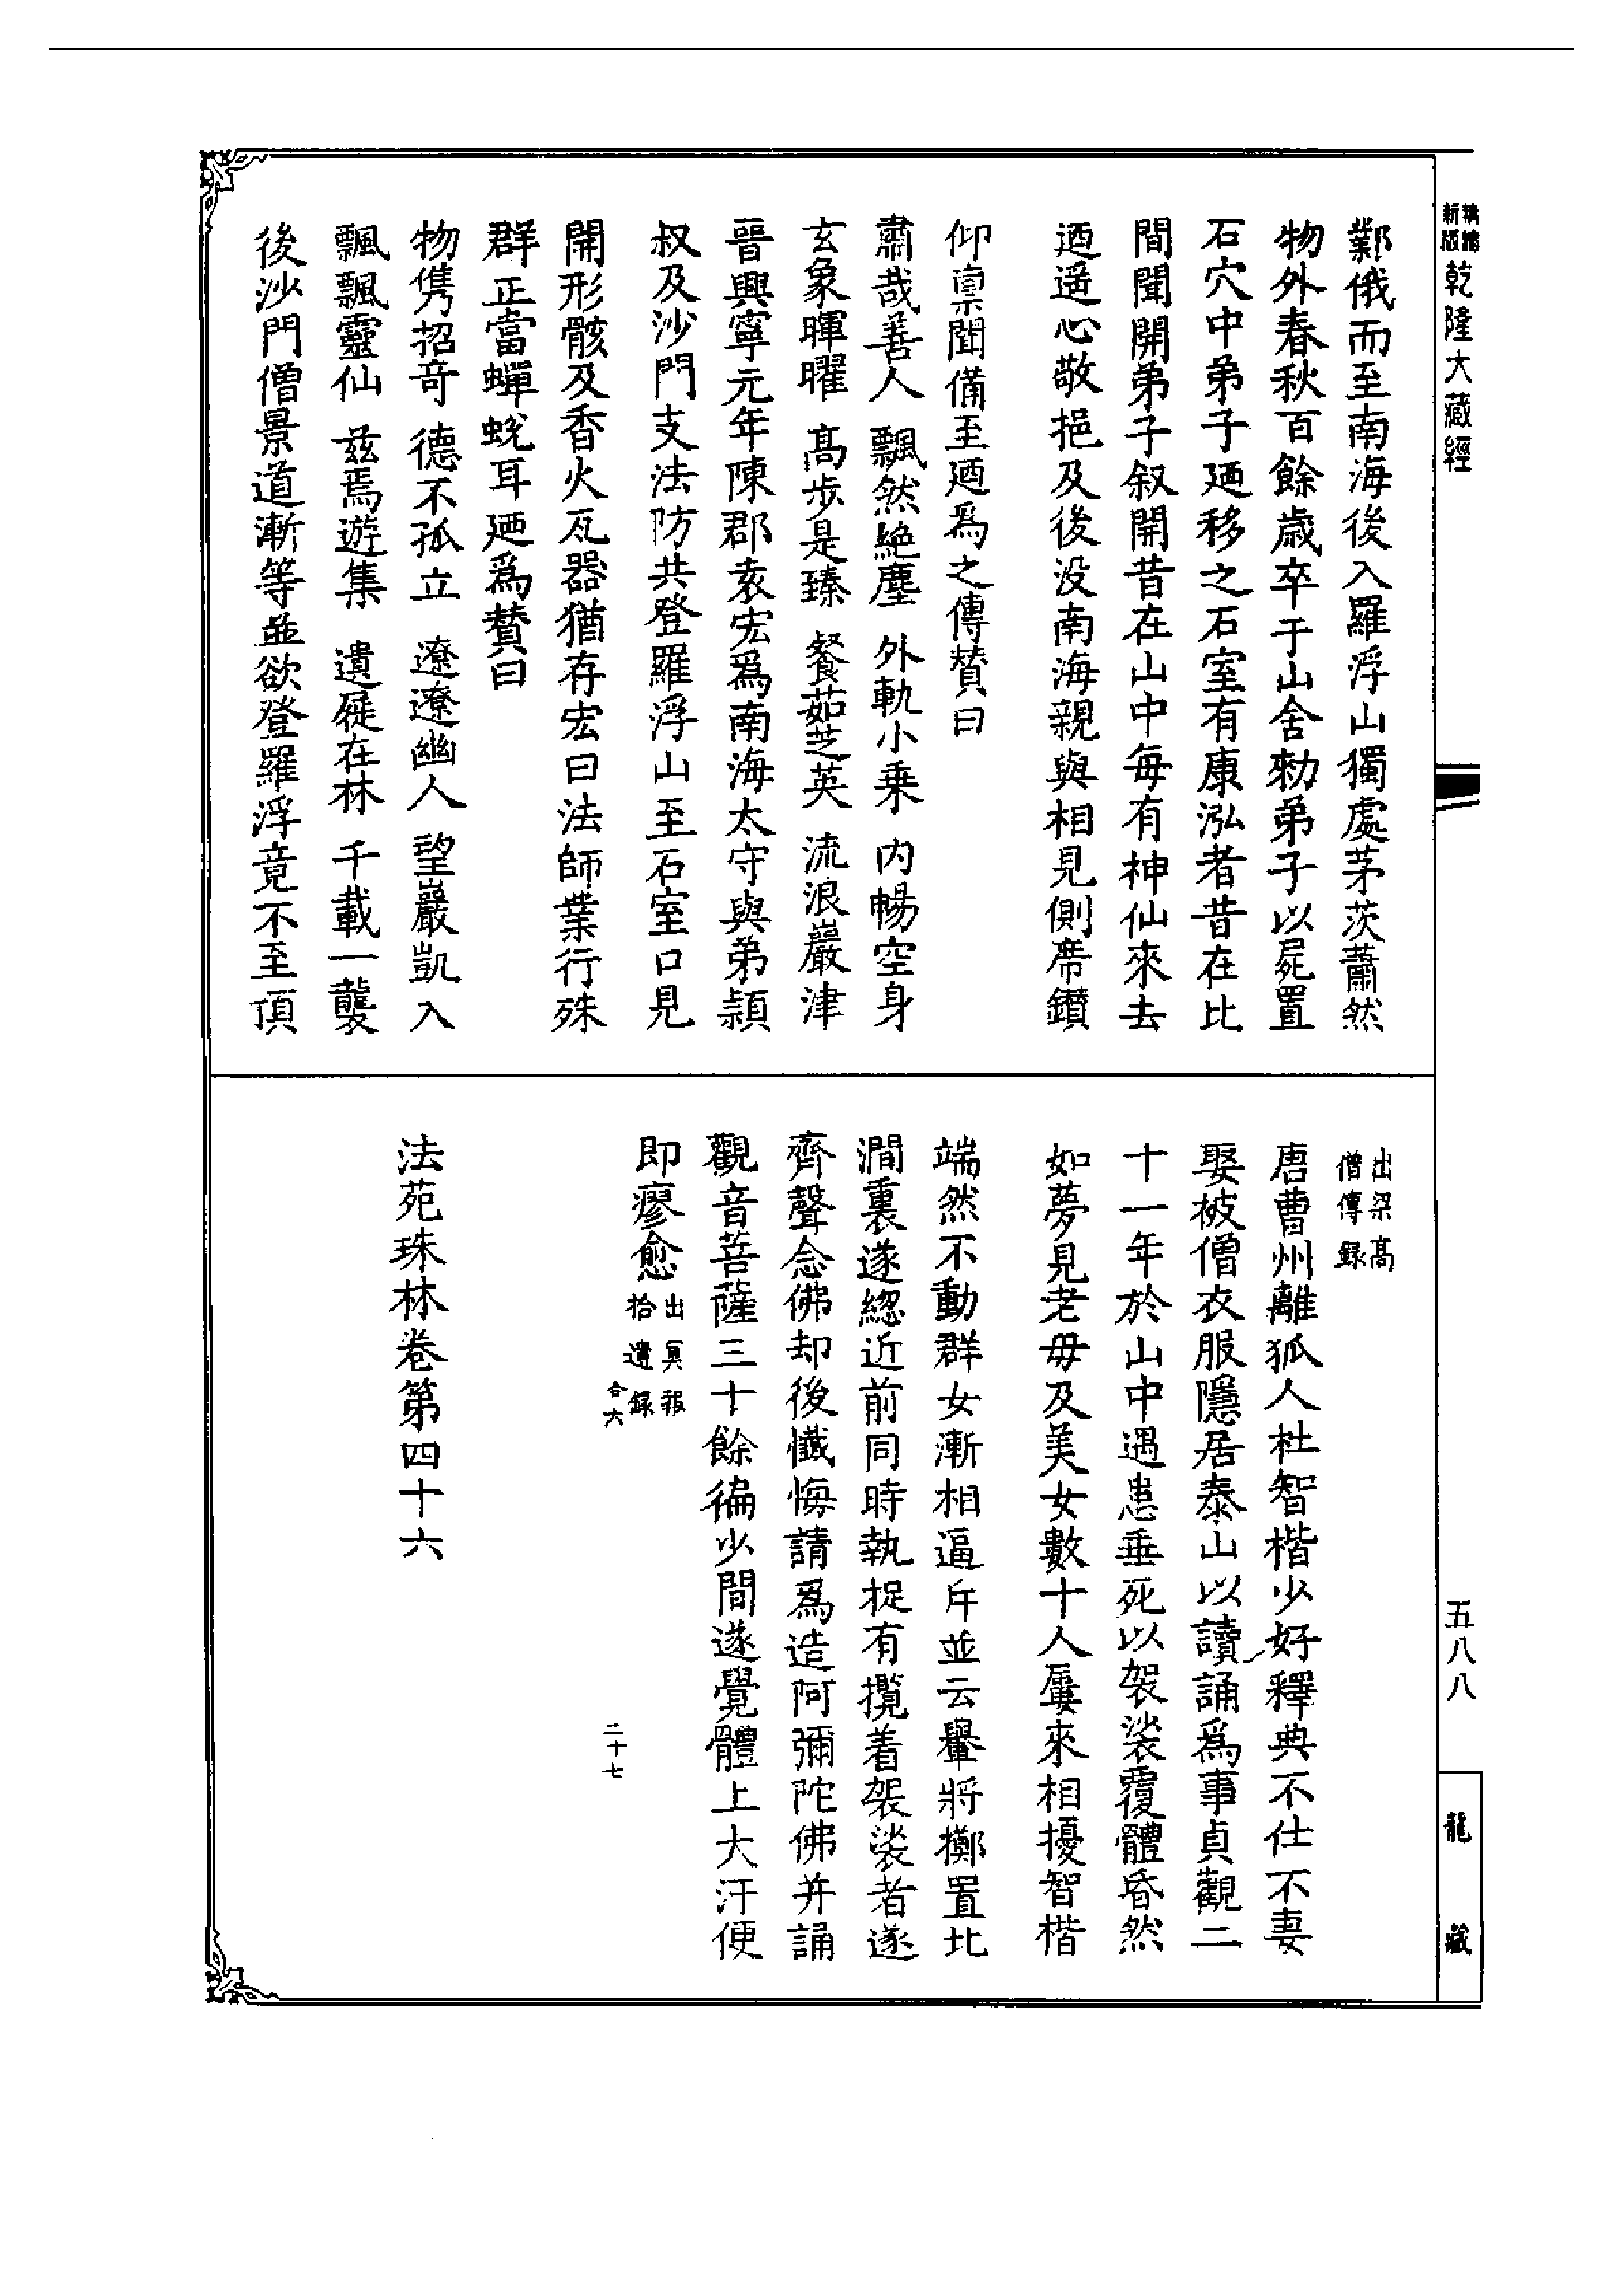 新版
乾隆大藏經
鄴俄而至南海後入羅浮山獨處茅茨蕭然
物外春秋百餘歲卒于山舍勑弟子以屍置
石穴中弟子廼移之石室有康泓者昔在比
間聞開弟子叙開昔在山中每有神仙來去
迺遥心敬挹及後没南海親與相見側席鑽
仰稟聞備至廼爲之傳賛曰
肅哉善人　飄然絶塵　外軌小乗　内暢空身
玄象暉曜　高步是臻　餐茹芝英　流浪巖津
晉興寧元年陳郡袁宏爲南海太守與弟頴
叔及沙門支法防共登羅浮山至石室口見
開形骸及香火瓦器猶存宏曰法師業行殊
群正當蟬蜕耳廼爲賛曰
物儁招奇　德不孤立　遼遼幽人　望巖凱入
飄飄靈仙　兹焉遊集　遺屣在林　千載一襲
後沙門僧景道漸等並欲登羅浮竟不至頂
出梁高
僧傳録
唐曹州離狐人杜智楷少好釋典不仕不妻
娶被僧衣服隱居泰山以讀誦爲事貞觀二
十一年於山中遇患垂死以袈裟覆體昏然
如夢見老母及美女數十人屢來相擾智楷
端然不動群女漸相逼斥並云轝將擲置北
澗裏遂緫近前同時執捉有攬着袈裟者遂
齊聲念佛却後懺悔請爲造阿彌陀佛并誦
觀音菩薩三十餘徧少間遂覺體上大汗便
即瘳愈
出冥報
拾遺録
合六
二十七
法苑珠林卷第四十六
五八八
龍藏